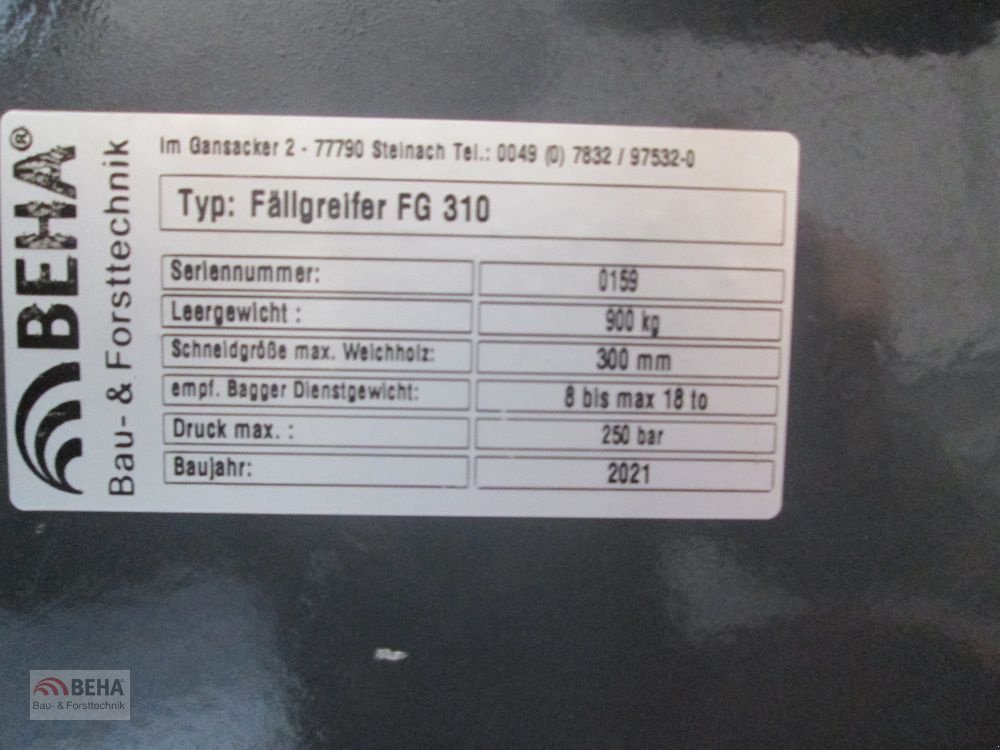 BEHA®
Bau- & Forsttechnik
Im Gansacker 2 - 77790 Steinach Tel.: 0049 (0) 7832 / 97532-0
Typ: Fällgreifer FG 310
Seriennummer: 0159
Leergewicht : 900 kg
Schneidgröße max. Weichholz: 300 mm
empf. Bagger Dienstgewicht: 8 bis max 18 to
Druck max. : 250 bar
Baujahr: 2021
BEHA®
Bau- & Forsttechnik